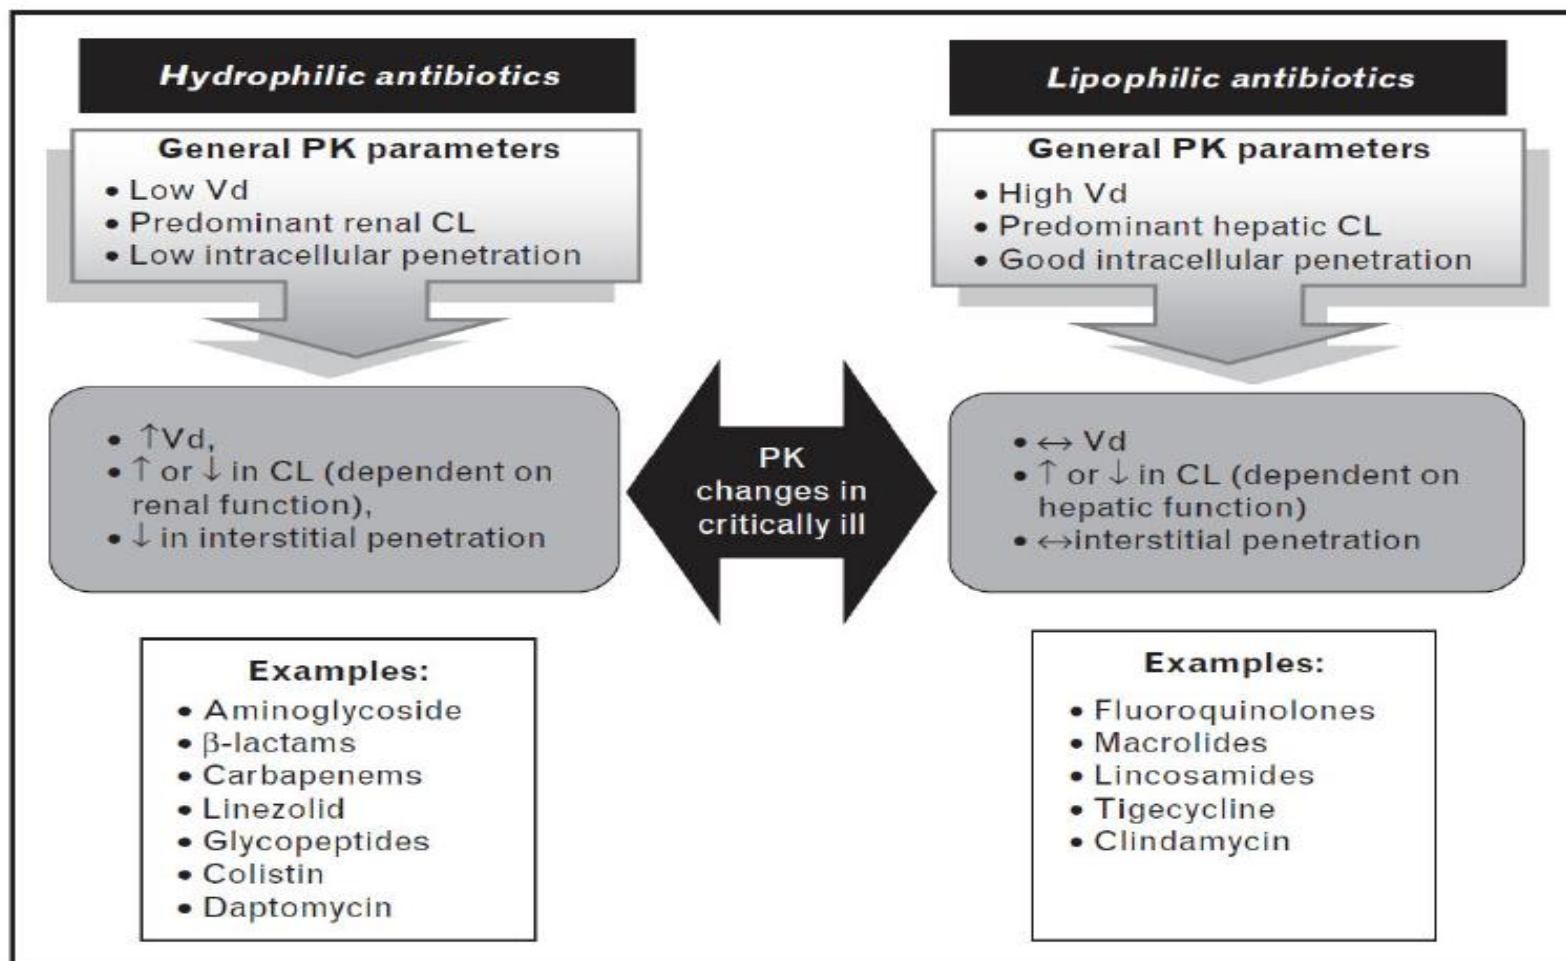 Hydrophilic antibiotics
General PK parameters
• Low Vd
• Predominant renal CL
• Low intracellular penetration
• ↑Vd,
• ↑ or ↓ in CL (dependent on
renal function),
• ↓ in interstitial penetration
Examples:
• Aminoglycoside
• β-lactams
• Carbapenems
• Linezolid
• Glycopeptides
• Colistin
• Daptomycin
PK
changes in
critically ill
Lipophilic antibiotics
General PK parameters
• High Vd
• Predominant hepatic CL
• Good intracellular penetration
• ↔ Vd
• ↑ or ↓ in CL (dependent on
hepatic function)
• ↔interstitial penetration
Examples:
• Fluoroquinolones
• Macrolides
• Lincosamides
• Tigecycline
• Clindamycin